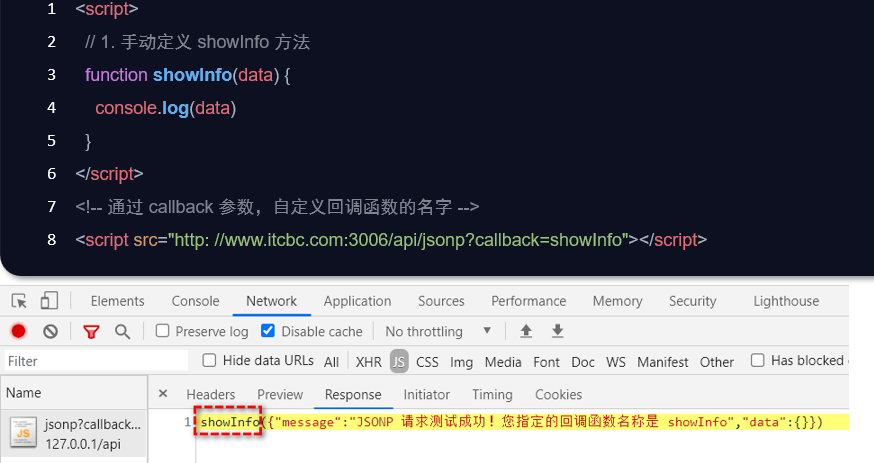 1 <script>
2 // 1. 手动定义 showInfo 方法
3 function showInfo(data) {
4 console.log(data)
5 }
6 </script>
7 <!-- 通过 callback 参数，自定义回调函数的名字 -->
8 <script src="http: //www.itcbc.com:3006/api/jsonp?callback=showInfo"></script>
Elements Console Network Application Sources Performance Memory Security Lighthouse
Preserve log Disable cache No throttling
Filter Hide data URLs All XHR JS CSS Img Media Font Doc WS Manifest Other Has blocked
Name × Headers Preview Response Initiator Timing Cookies
JS jsonp?callback... 1 showInfo({"message":"JSONP 请求测试成功！您指定的回调函数名称是 showInfo","data":{}})
127.0.0.1/api